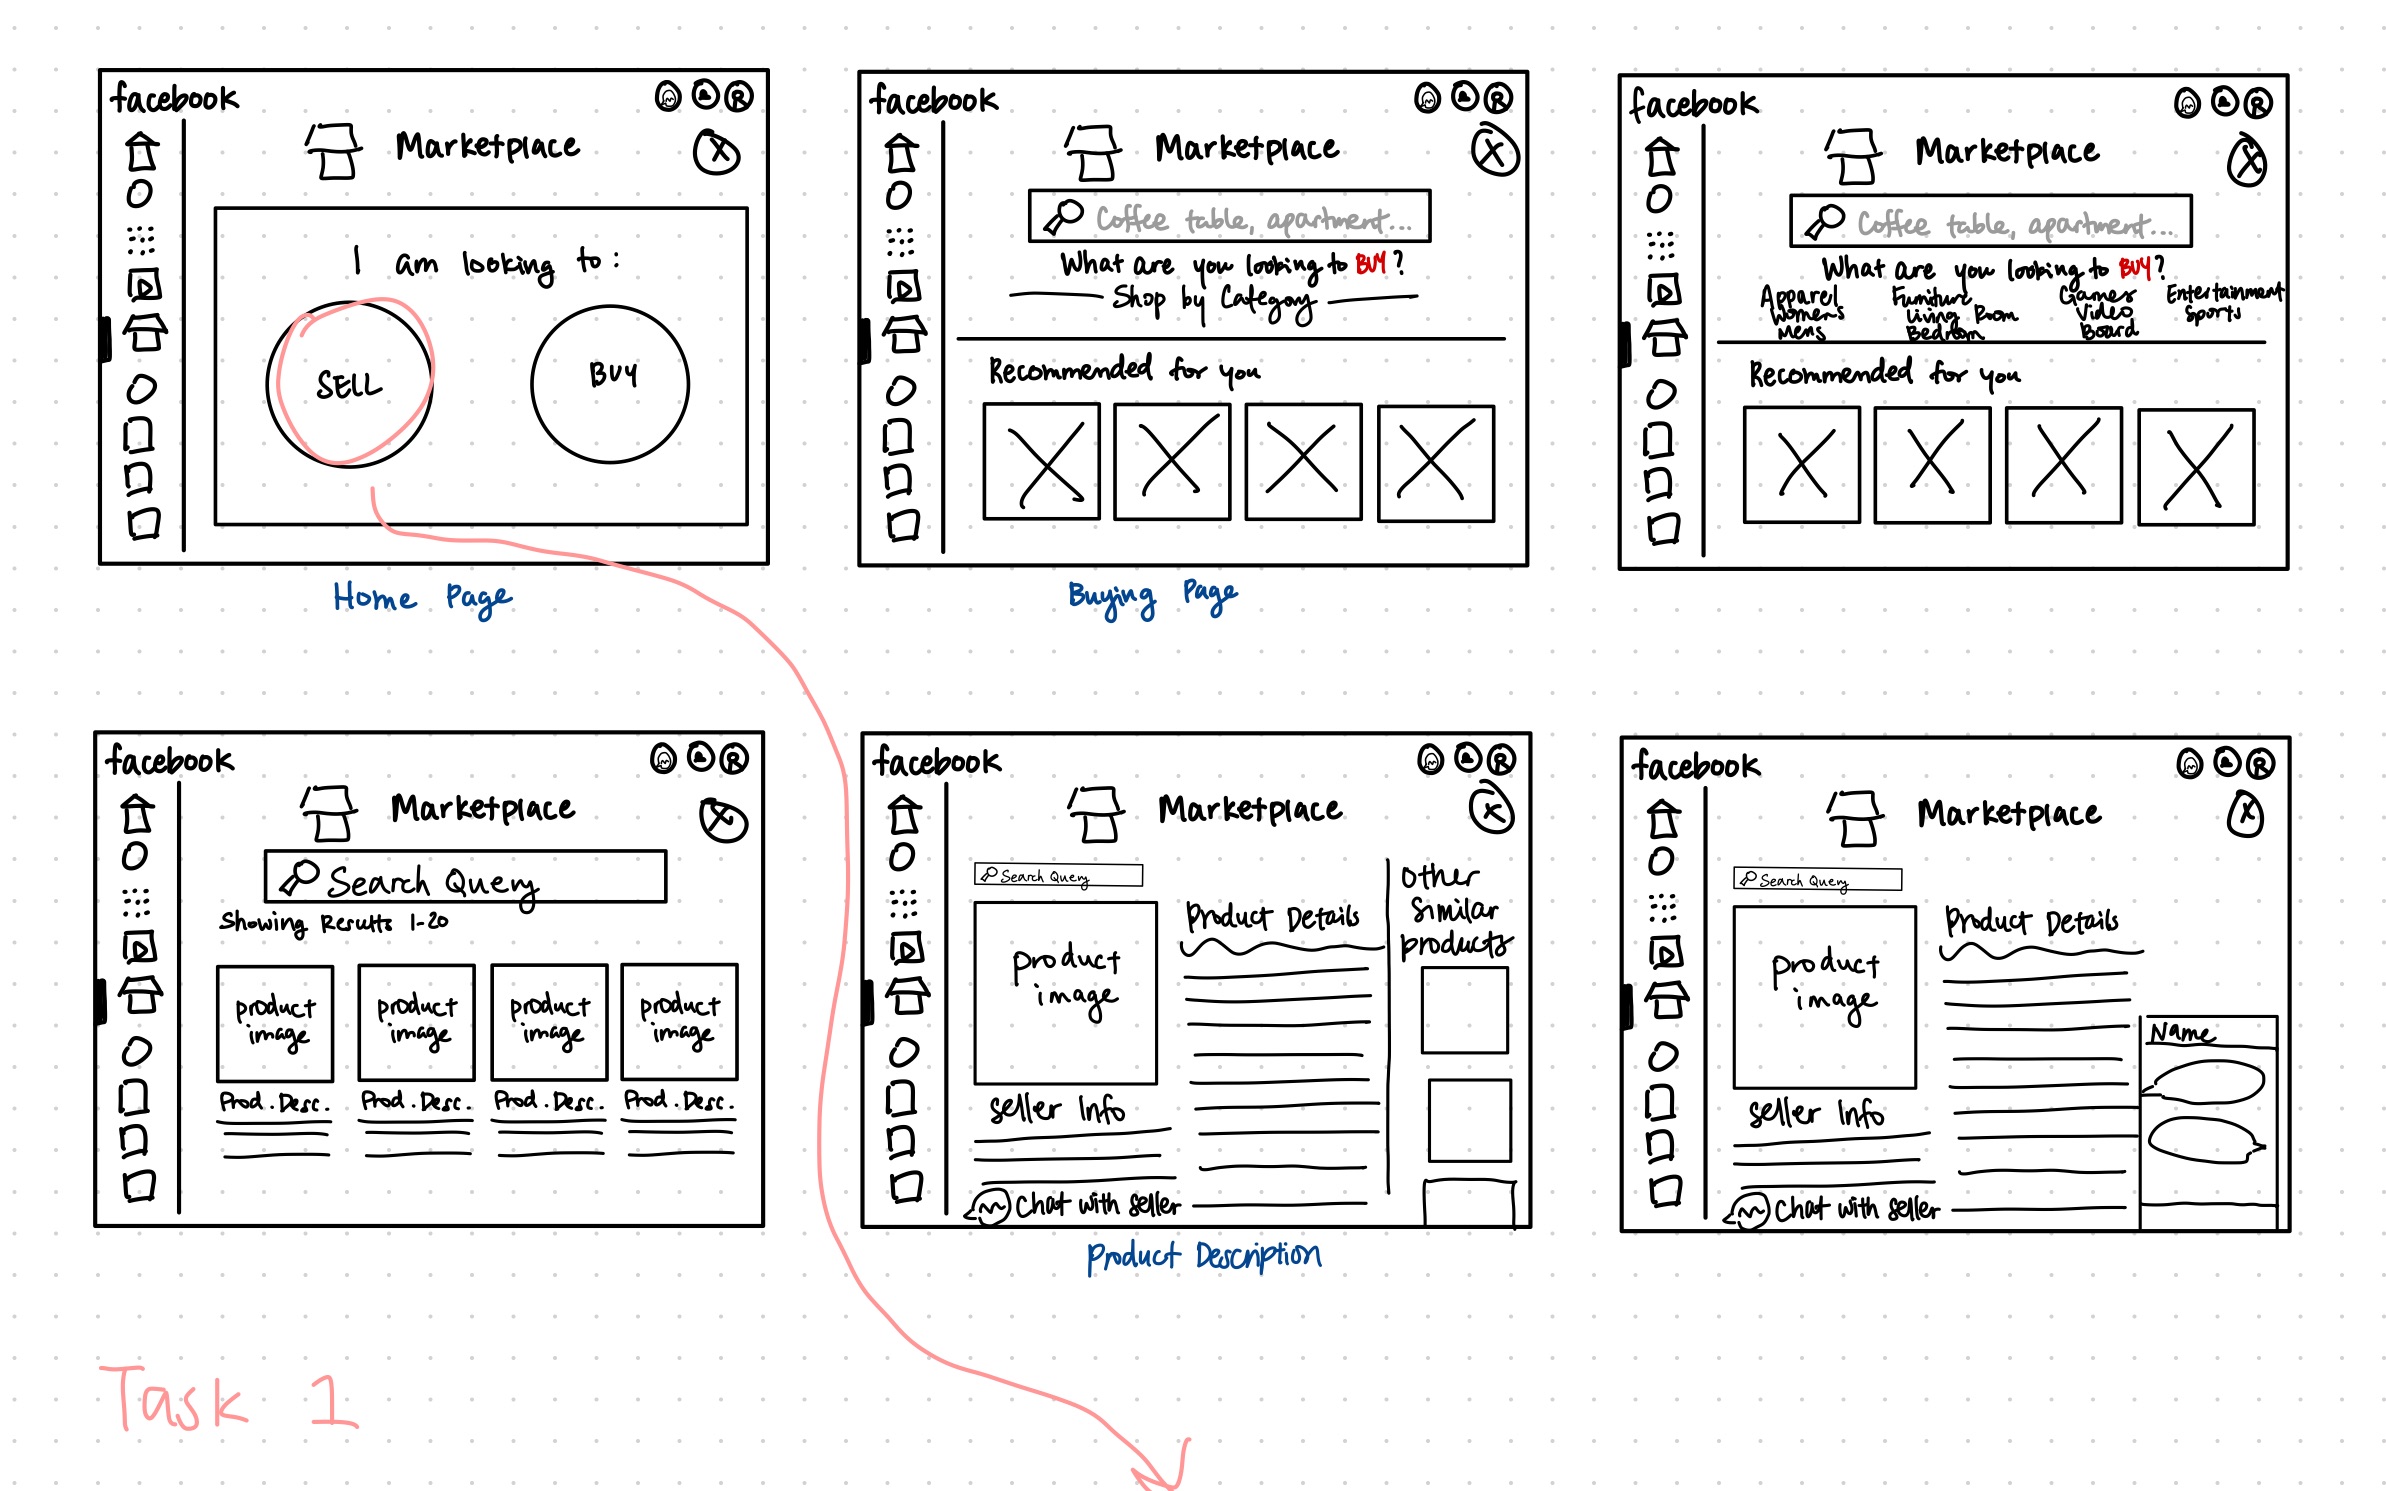 facebook
R
Marketplace
X
I am looking to:
SELL
BUY
Home Page
facebook
R
Marketplace
X
Coffee table, apartment...
What are you looking to BUY?
Shop by Category
Recommended for you
Buying Page
facebook
R
Marketplace
X
Coffee table, apartment...
What are you looking to BUY?
Apparel
Womens
Mens
Furniture
Living Room
Bedroom
Games
Video
Board
Entertainment
Sports
Recommended for you
facebook
R
Marketplace
X
Search Query
Showing Results 1-20
product
image
product
image
product
image
product
image
Prod. Desc.
Prod. Desc.
Prod. Desc.
Prod. Desc.
facebook
R
Marketplace
X
Search Query
product
image
Product Details
other
similar
products
Seller Info
Chat with Seller
Product Description
facebook
R
Marketplace
X
Search Query
product
image
Product Details
Name
Seller Info
Chat with Seller
Task 1